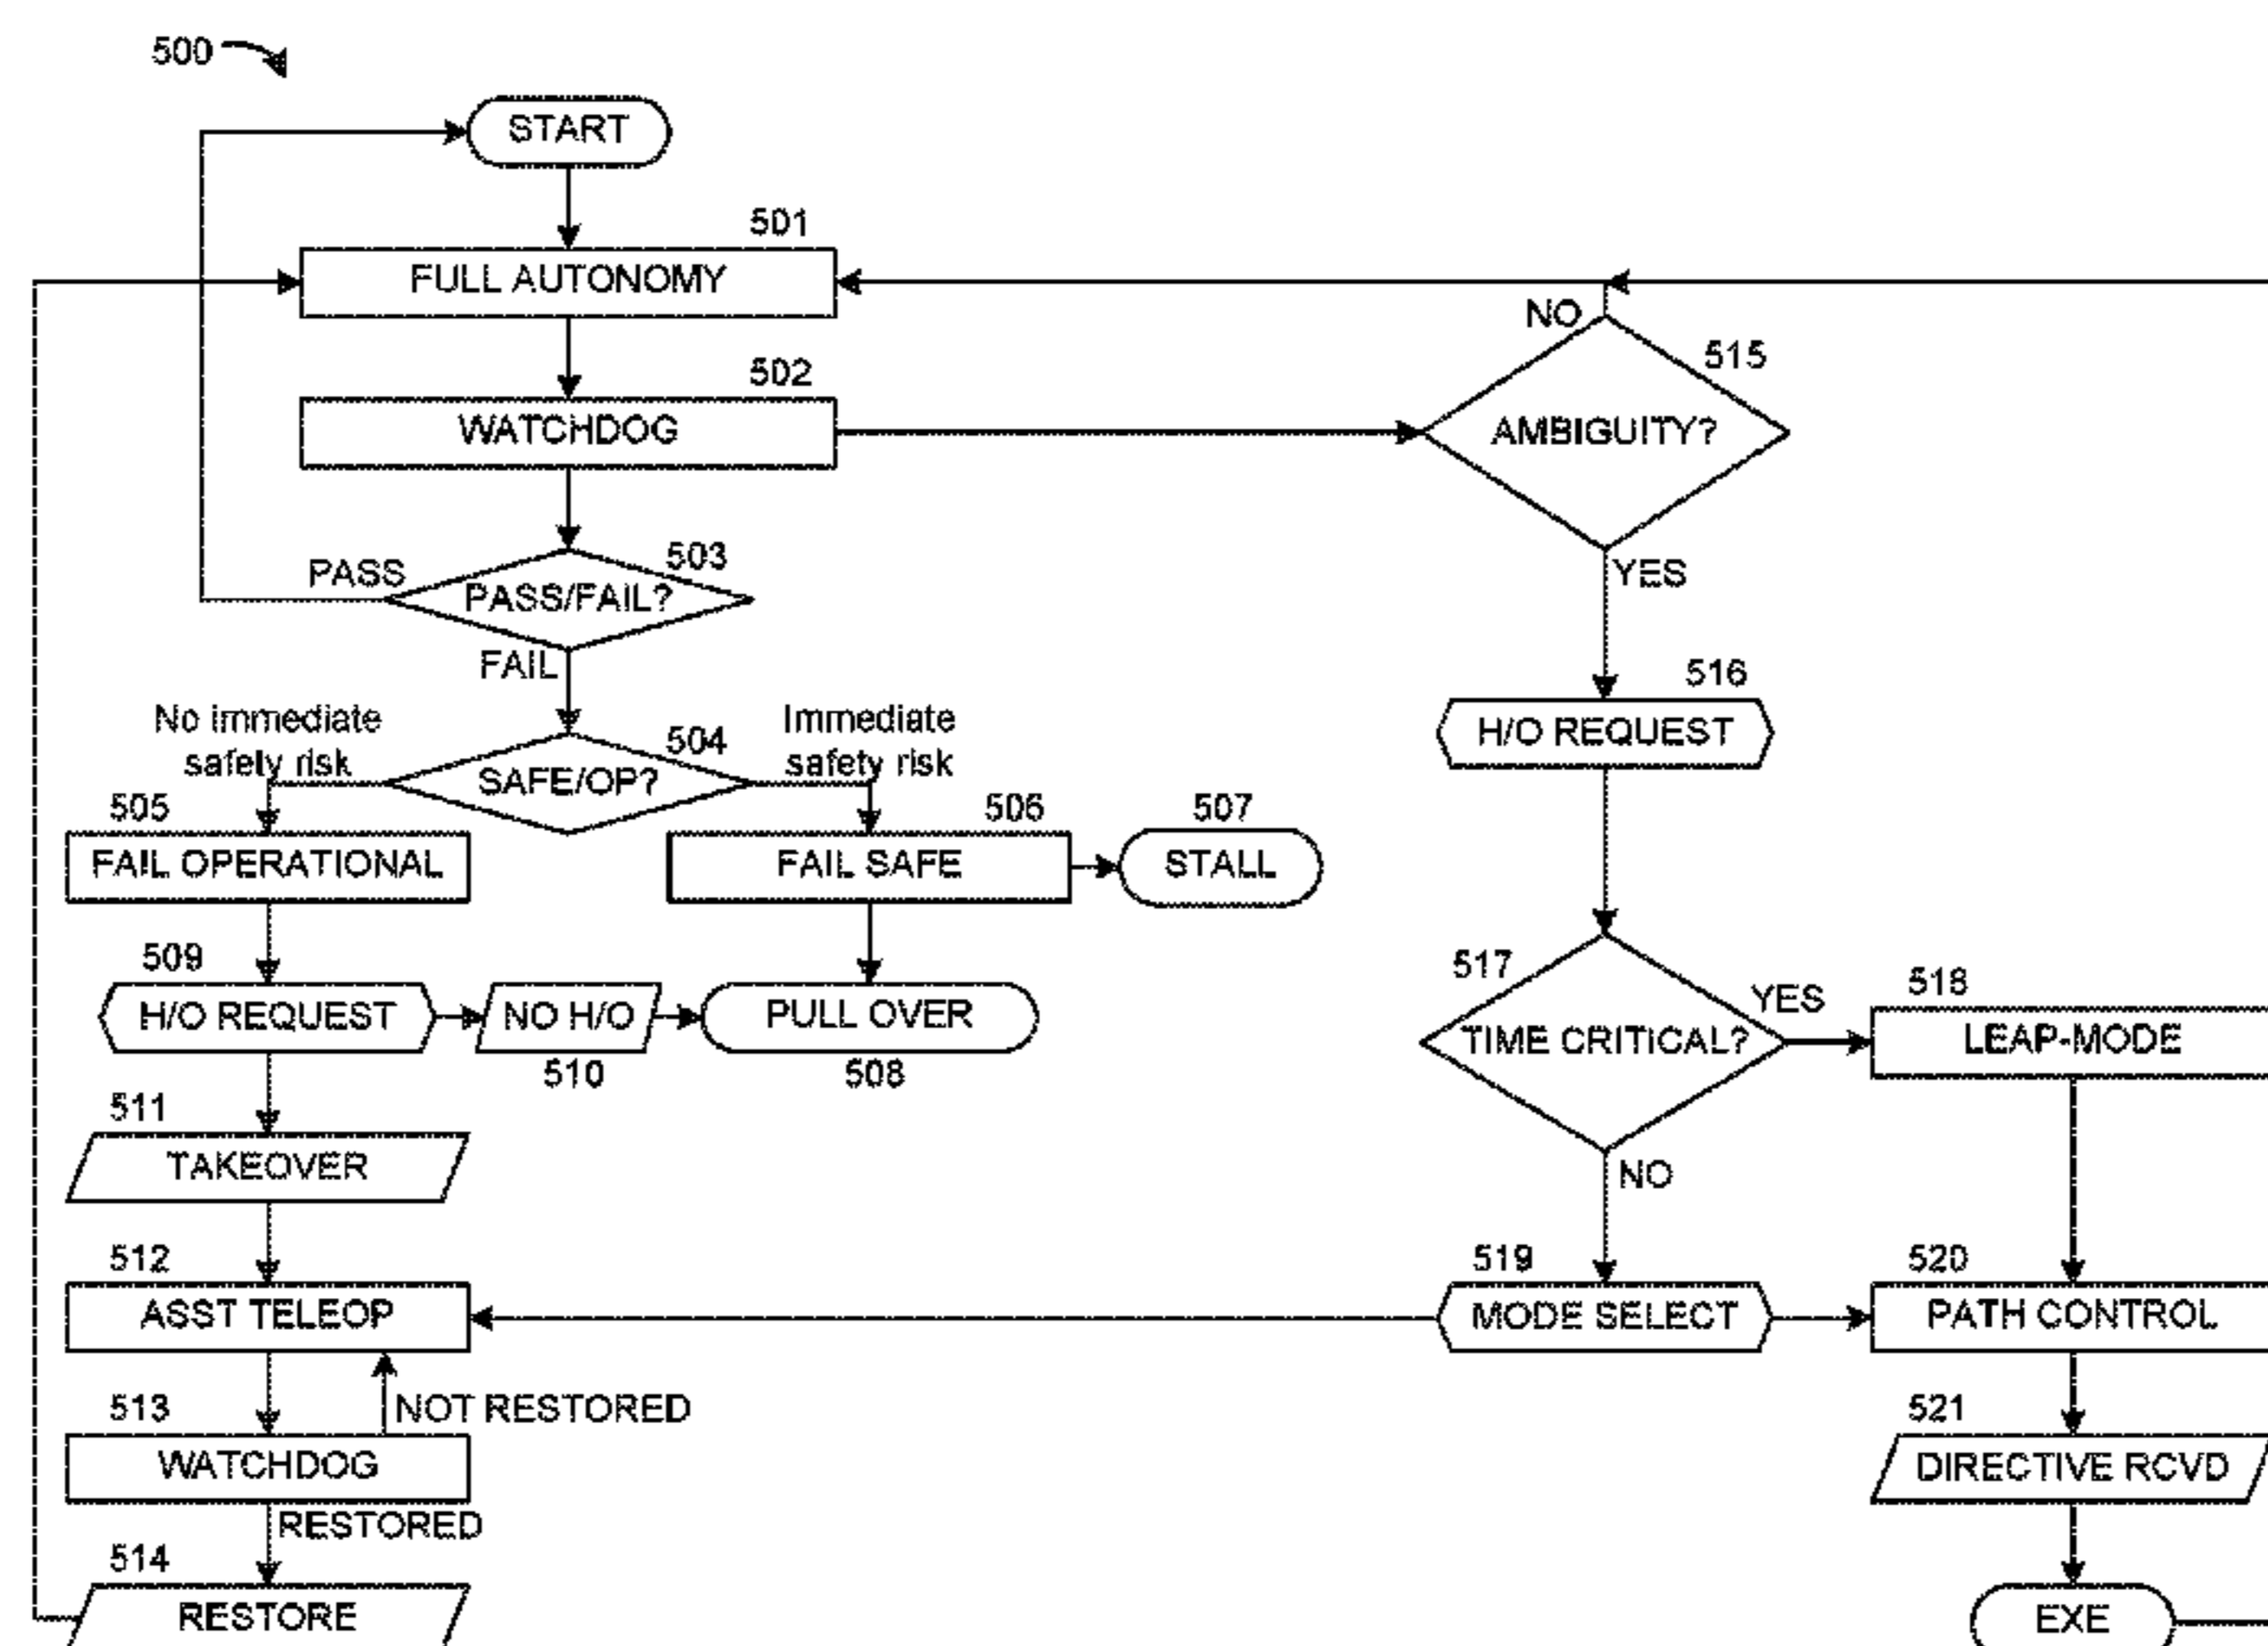 500
START
501
FULL AUTONOMY
502
WATCHDOG
503
PASS/FAIL?
PASS
FAIL
No immediate
safety risk
504
SAFE/OP?
Immediate
safety risk
505
FAIL OPERATIONAL
506
FAIL SAFE
507
STALL
509
H/O REQUEST
NO H/O
510
PULL OVER
508
511
TAKEOVER
512
ASST TELEOP
NOT RESTORED
513
WATCHDOG
RESTORED
514
RESTORE
NO
515
AMBIGUITY?
YES
516
H/O REQUEST
517
TIME CRITICAL?
YES
NO
518
LEAP-MODE
519
MODE SELECT
520
PATH CONTROL
521
DIRECTIVE RCVD
EXE